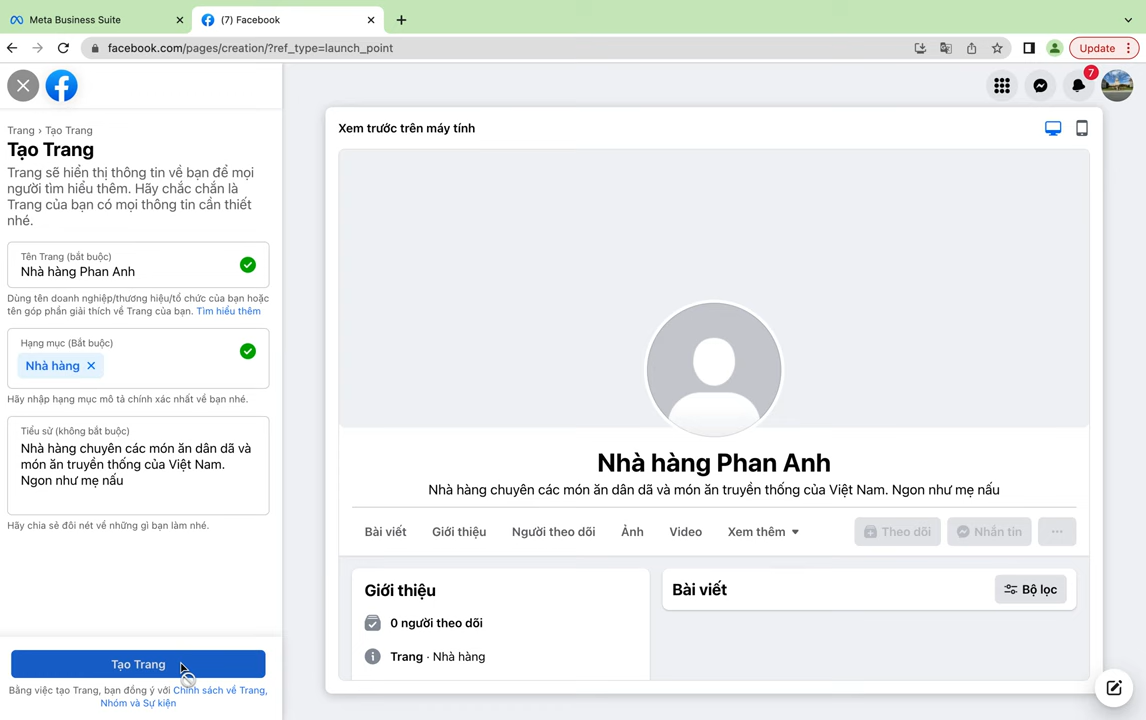 Meta Business Suite
(7) Facebook
facebook.com/pages/creation/?ref_type=launch_point
Update
7
Trang › Tạo Trang
Tạo Trang
Trang sẽ hiển thị thông tin về bạn để mọi
người tìm hiểu thêm. Hãy chắc chắn là
Trang của bạn có mọi thông tin cần thiết
nhé.
Tên Trang (bắt buộc)
Nhà hàng Phan Anh
Dùng tên doanh nghiệp/thương hiệu/tổ chức của bạn hoặc
tên góp phần giải thích về Trang của bạn. Tìm hiểu thêm
Hạng mục (Bắt buộc)
Nhà hàng
Hãy nhập hạng mục mô tả chính xác nhất về bạn nhé.
Tiểu sử (không bắt buộc)
Nhà hàng chuyên các món ăn dân dã và
món ăn truyền thống của Việt Nam.
Ngon như mẹ nấu
Hãy chia sẻ đôi nét về những gì bạn làm nhé.
Tạo Trang
Bằng việc tạo Trang, bạn đồng ý với Chính sách về Trang,
Nhóm và Sự kiện
Xem trước trên máy tính
Nhà hàng Phan Anh
Nhà hàng chuyên các món ăn dân dã và món ăn truyền thống của Việt Nam. Ngon như mẹ nấu
Bài viết Giới thiệu Người theo dõi Ảnh Video Xem thêm Theo dõi Nhắn tin
Giới thiệu
0 người theo dõi
Trang · Nhà hàng
Bài viết
Bộ lọc